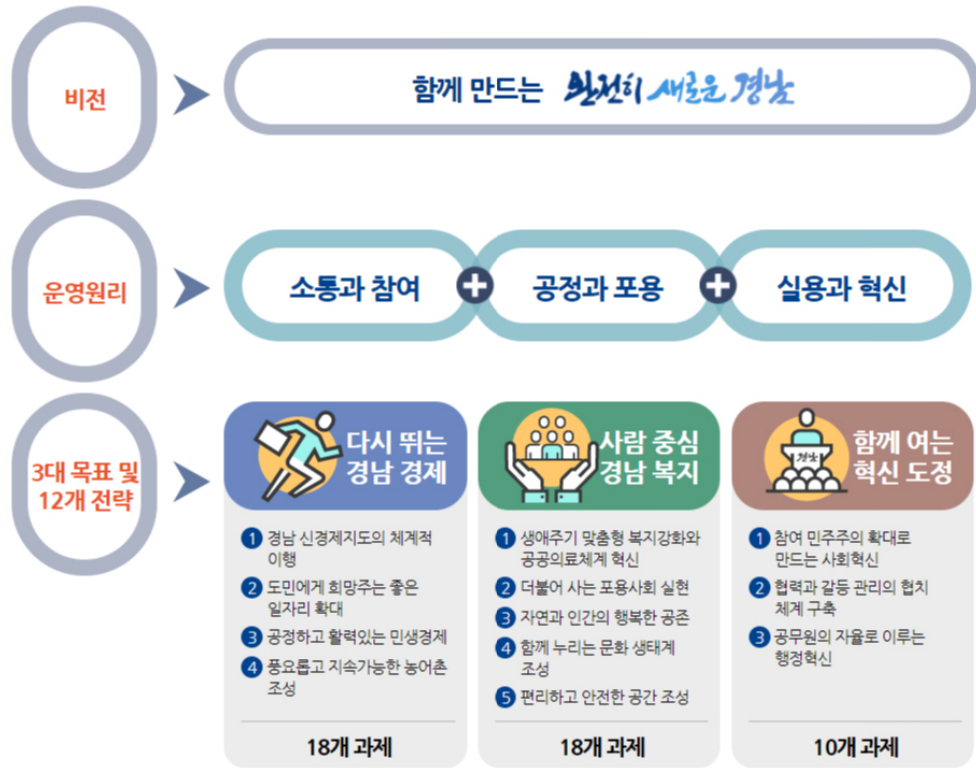 비전
함께 만드는 완전히 새로운 경남
운영원리
소통과 참여
공정과 포용
실용과 혁신
3대 목표 및
12개 전략
다시 뛰는
경남 경제
1 경남 신경제지도의 체계적
이행
2 도민에게 희망주는 좋은
일자리 확대
3 공정하고 활력있는 민생경제
4 풍요롭고 지속가능한 농어촌
조성
18개 과제
사람 중심
경남 복지
1 생애주기 맞춤형 복지강화와
공공의료체계 혁신
2 더불어 사는 포용사회 실현
3 자연과 인간의 행복한 공존
4 함께 누리는 문화 생태계
조성
5 편리하고 안전한 공간 조성
18개 과제
경남
함께 여는
혁신 도정
1 참여 민주주의 확대로
만드는 사회혁신
2 협력과 갈등 관리의 협치
체계 구축
3 공무원의 자율로 이루는
행정혁신
10개 과제